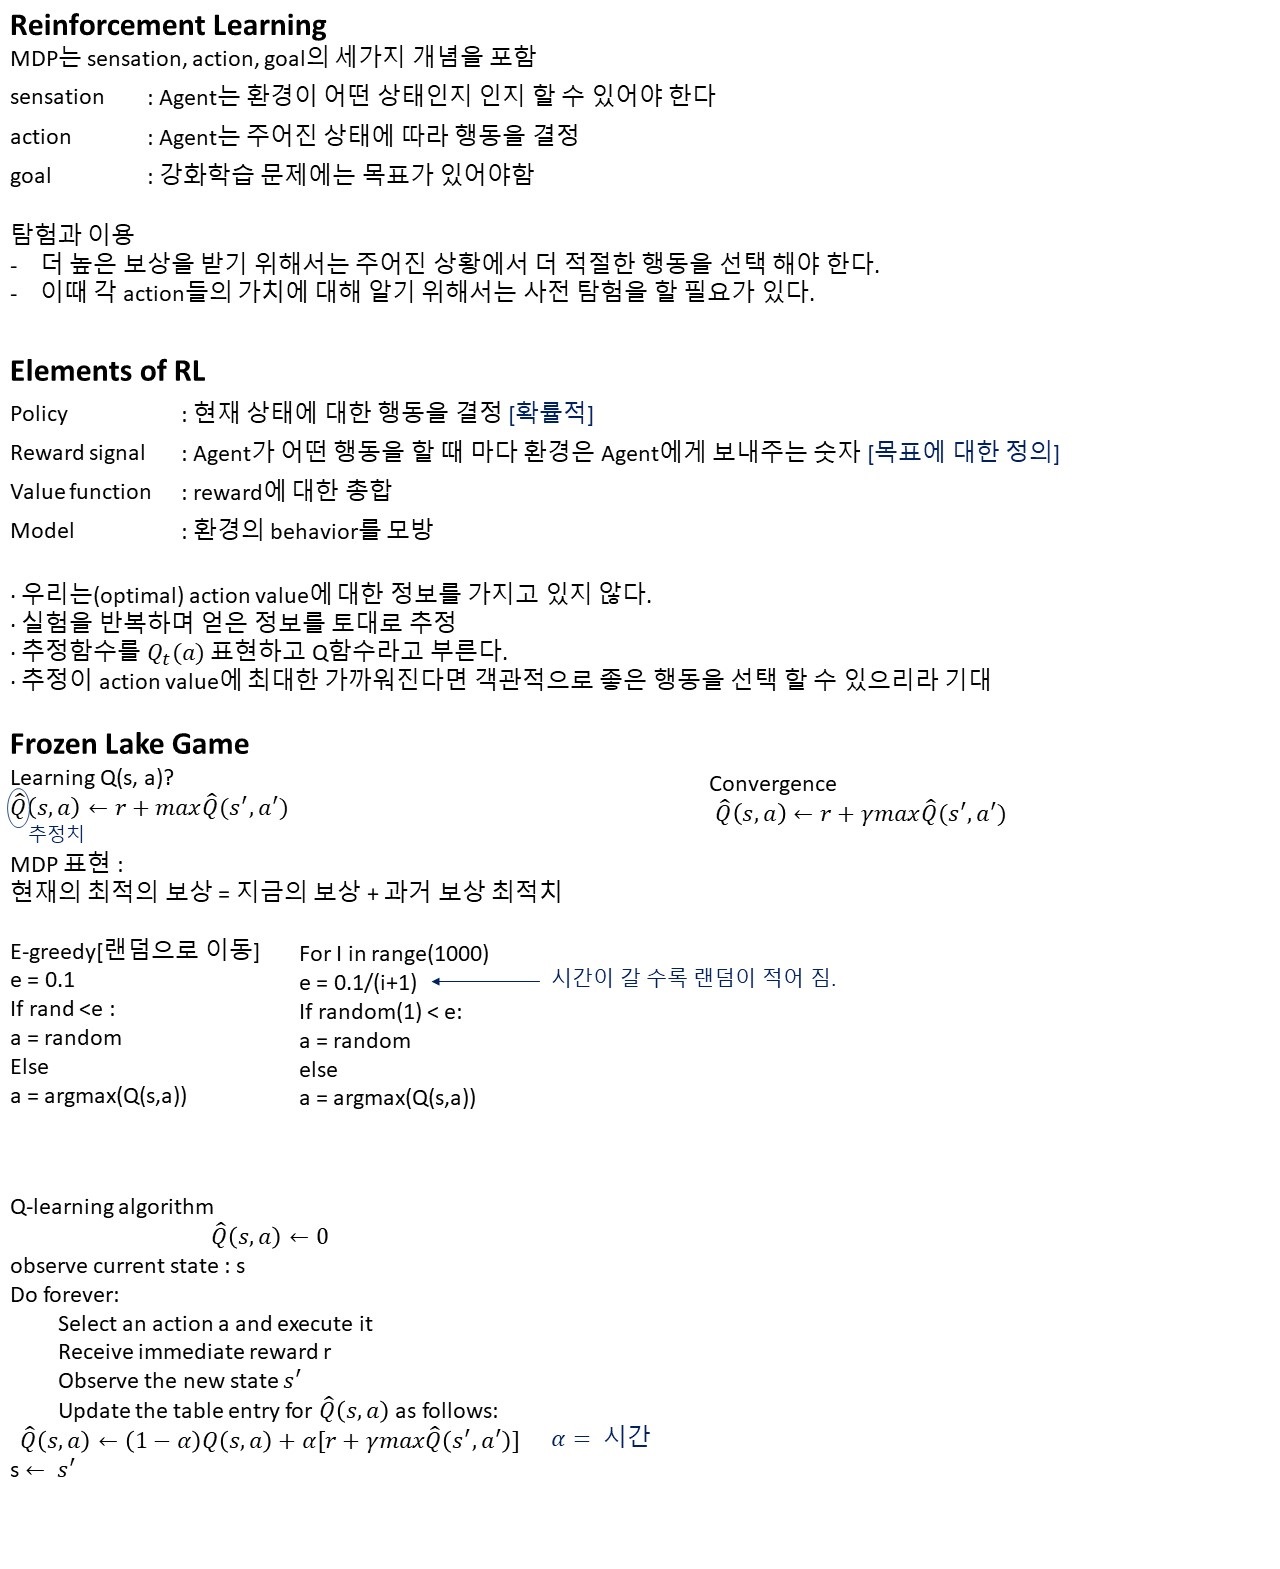 Reinforcement Learning
MDP는 sensation, action, goal의 세가지 개념을 포함
sensation : Agent는 환경이 어떤 상태인지 인지 할 수 있어야 한다
action : Agent는 주어진 상태에 따라 행동을 결정
goal : 강화학습 문제에는 목표가 있어야함
탐험과 이용
- 더 높은 보상을 받기 위해서는 주어진 상황에서 더 적절한 행동을 선택 해야 한다.
- 이때 각 action들의 가치에 대해 알기 위해서는 사전 탐험을 할 필요가 있다.
Elements of RL
Policy : 현재 상태에 대한 행동을 결정 [확률적]
Reward signal : Agent가 어떤 행동을 할 때 마다 환경은 Agent에게 보내주는 숫자 [목표에 대한 정의]
Value function : reward에 대한 총합
Model : 환경의 behavior를 모방
· 우리는(optimal) action value에 대한 정보를 가지고 있지 않다.
· 실험을 반복하며 얻은 정보를 토대로 추정
· 추정함수를 Qₜ(a) 표현하고 Q함수라고 부른다.
· 추정이 action value에 최대한 가까워진다면 객관적으로 좋은 행동을 선택 할 수 있으리라 기대
Frozen Lake Game
Learning Q(s, a)?
Q̂(s, a) ← r + maxQ̂(s′, a′)
추정치
Convergence
Q̂(s, a) ← r + γmaxQ̂(s′, a′)
MDP 표현 :
현재의 최적의 보상 = 지금의 보상 + 과거 보상 최적치
E-greedy[랜덤으로 이동]
e = 0.1
If rand <e :
a = random
Else
a = argmax(Q(s,a))
For I in range(1000)
e = 0.1/(i+1) ← 시간이 갈 수록 랜덤이 적어 짐.
If random(1) < e:
a = random
else
a = argmax(Q(s,a))
Q-learning algorithm
Q̂(s, a) ← 0
observe current state : s
Do forever:
Select an action a and execute it
Receive immediate reward r
Observe the new state s′
Update the table entry for Q̂(s, a) as follows:
Q̂(s, a) ← (1 − α)Q(s, a) + α[r + γmaxQ̂(s′, a′)] α = 시간
s ← s′